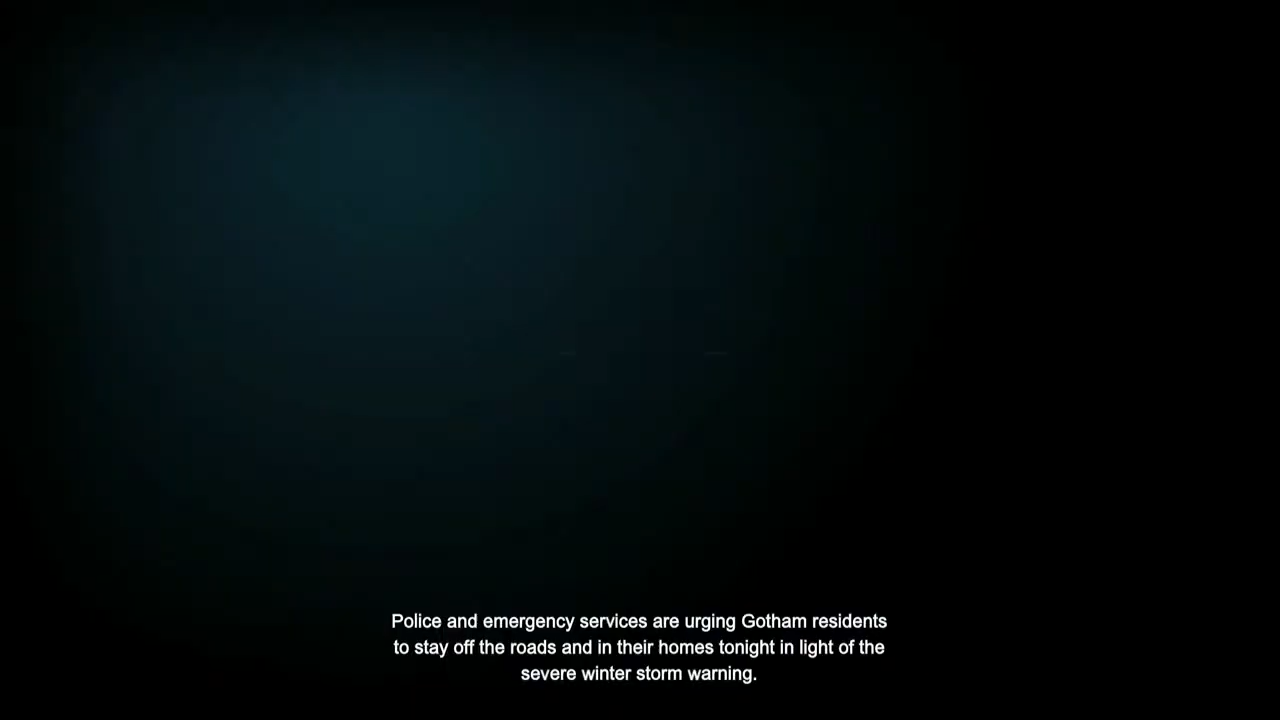 Police and emergency services are urging Gotham residents
to stay off the roads and in their homes tonight in light of the
severe winter storm warning.